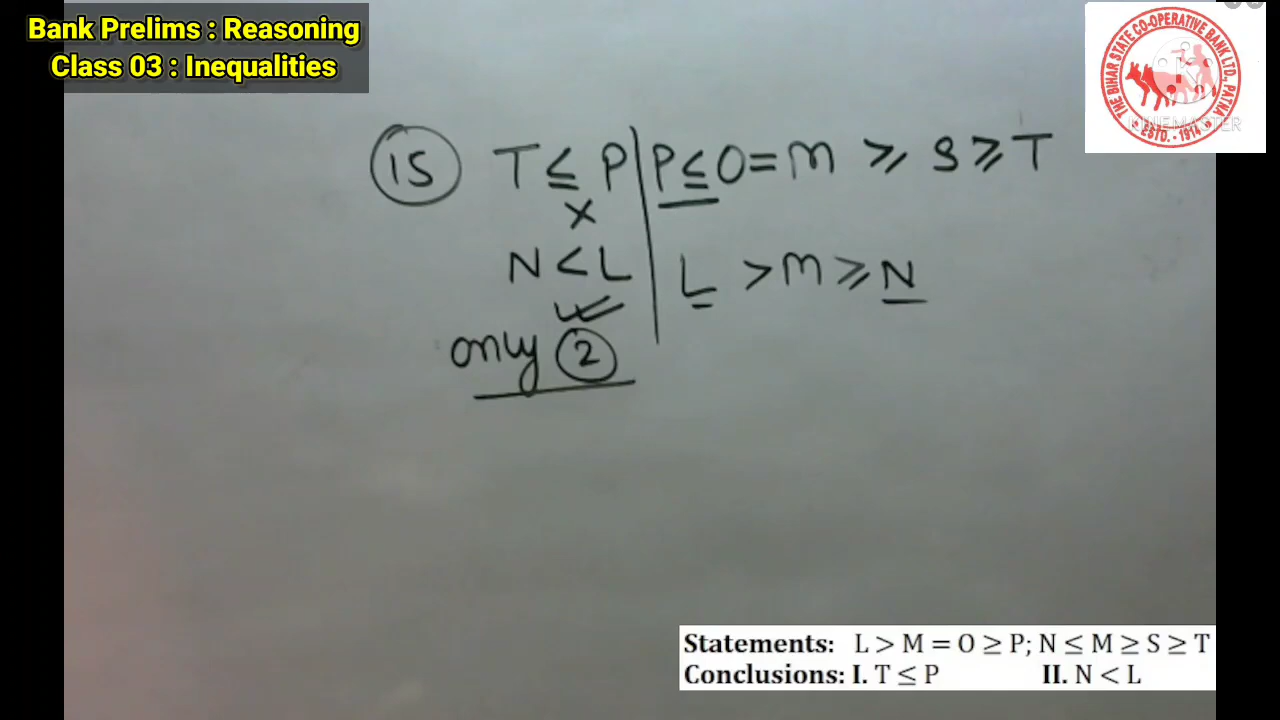 Bank Prelims : Reasoning
Class 03 : Inequalities
THE BIHAR STATE CO-OPERATIVE BANK LTD., PATNA
ESTD. - 1914
KINEMASTER
15 T ≤ P | P ≤ O = M ≥ S ≥ T
×
N < L | L > M ≥ N
✓
only 2
Statements: L > M = O ≥ P; N ≤ M ≥ S ≥ T
Conclusions: I. T ≤ P II. N < L